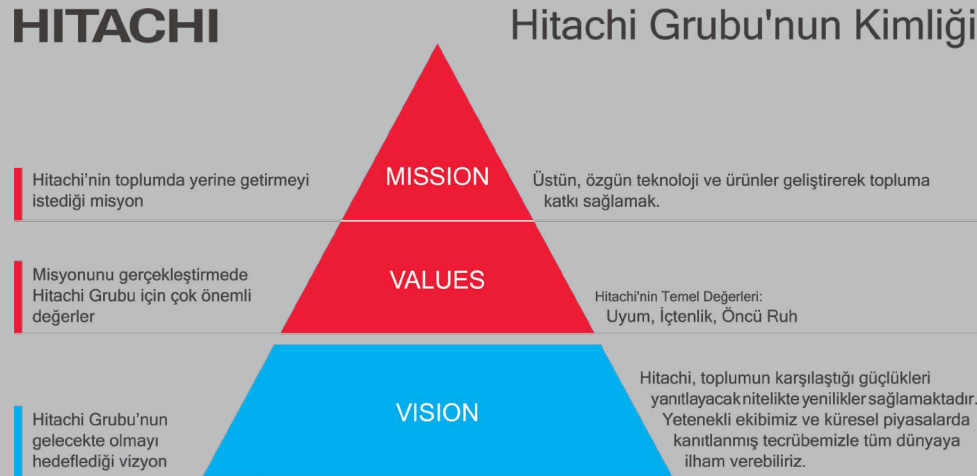 HITACHI
Hitachi Grubu'nun Kimliği
Hitachi'nin toplumda yerine getirmeyi
istediği misyon
MISSION
Üstün, özgün teknoloji ve ürünler geliştirerek topluma
katkı sağlamak.
Misyonunu gerçekleştirmede
Hitachi Grubu için çok önemli
değerler
VALUES
Hitachi'nin Temel Değerleri:
Uyum, İçtenlik, Öncü Ruh
Hitachi Grubu'nun
gelecekte olmayı
hedeflediği vizyon
VISION
Hitachi, toplumun karşılaştığı güçlükleri
yanıtlayacak nitelikte yenilikler sağlamaktadır.
Yetenekli ekibimiz ve küresel piyasalarda
kanıtlanmış tecrübemizle tüm dünyaya
ilham verebiliriz.